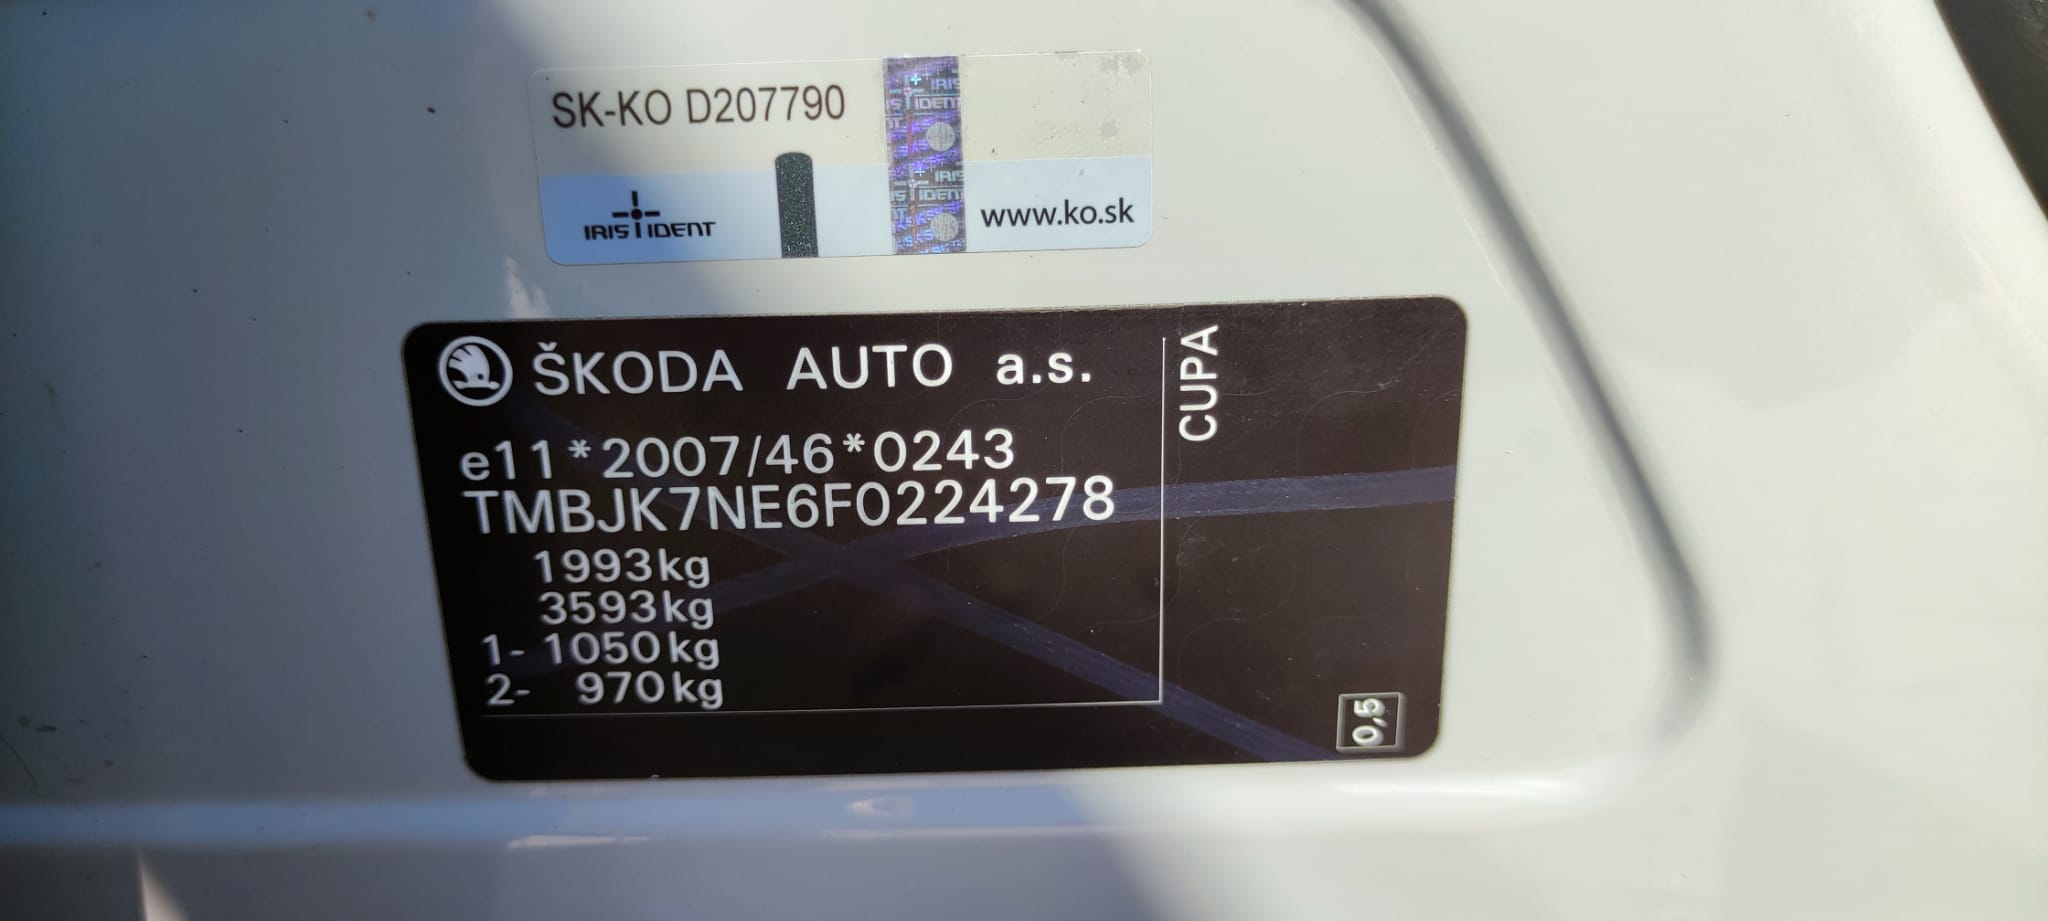 SK-KO D207790
IRIS IDENT
www.ko.sk
ŠKODA AUTO a.s.
CUPA
e11*2007/46*0243
TMBJK7NE6F0224278
1993kg
3593kg
1- 1050kg
2- 970kg
0,5